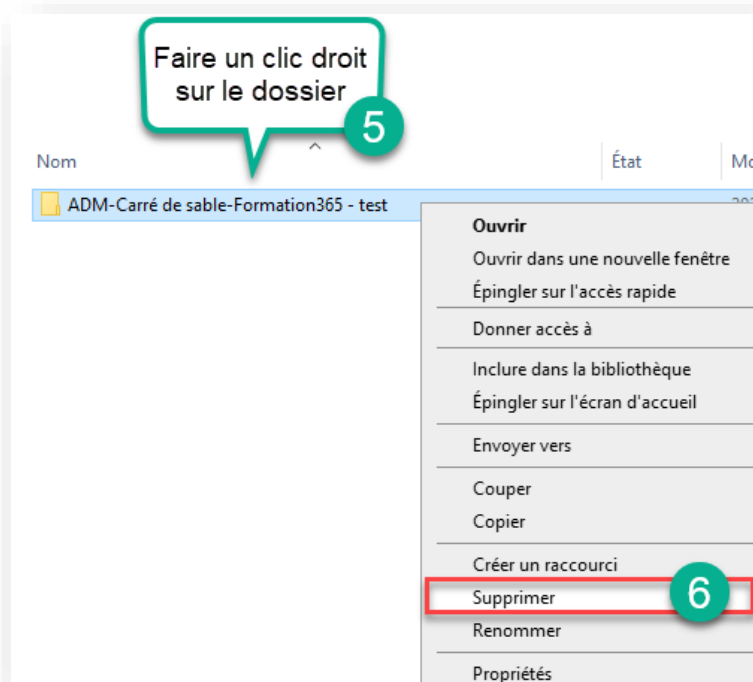 Faire un clic droit
sur le dossier
5
Nom
État
ADM-Carré de sable-Formation365 - test
Ouvrir
Ouvrir dans une nouvelle fenêtre
Épingler sur l'accès rapide
Donner accès à
Inclure dans la bibliothèque
Épingler sur l'écran d'accueil
Envoyer vers
Couper
Copier
Créer un raccourci
Supprimer
6
Renommer
Propriétés